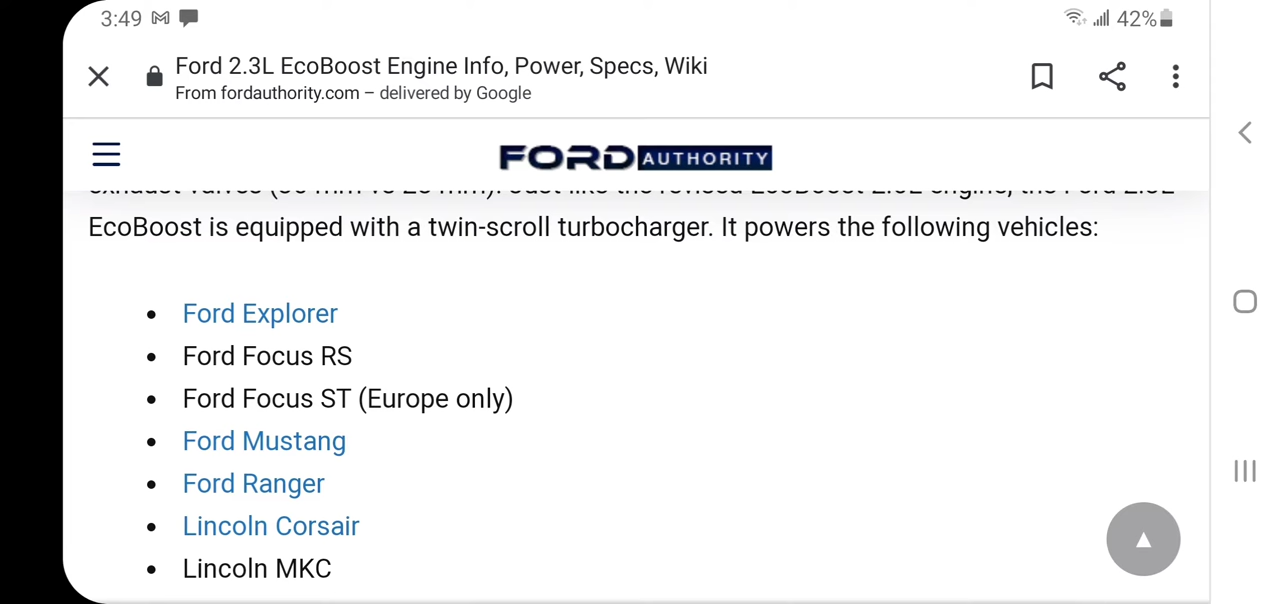 3:49 42%
Ford 2.3L EcoBoost Engine Info, Power, Specs, Wiki
From fordauthority.com – delivered by Google
FORD AUTHORITY
EcoBoost is equipped with a twin-scroll turbocharger. It powers the following vehicles:
• Ford Explorer
• Ford Focus RS
• Ford Focus ST (Europe only)
• Ford Mustang
• Ford Ranger
• Lincoln Corsair
• Lincoln MKC